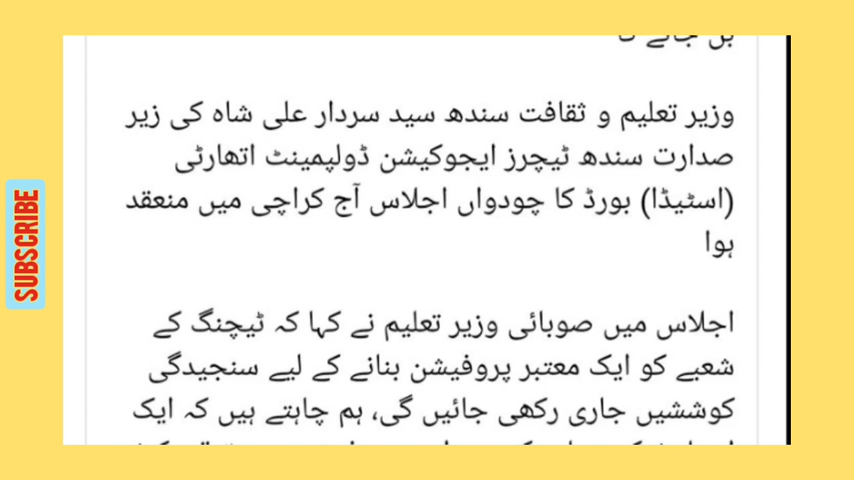 وزیر تعلیم و ثقافت سندھ سید سردار علی شاہ کی زیر
صدارت سندھ ٹیچرز ایجوکیشن ڈولپمینٹ اتھارٹی
(اسٹیڈا) بورڈ کا چودواں اجلاس آج کراچی میں منعقد
ہوا
اجلاس میں صوبائی وزیر تعلیم نے کہا کہ ٹیچنگ کے
شعبے کو ایک معتبر پروفیشن بنانے کے لیے سنجیدگی
کوششیں جاری رکھی جائیں گی، ہم چاہتے ہیں کہ ایک
SUBSCRIBE